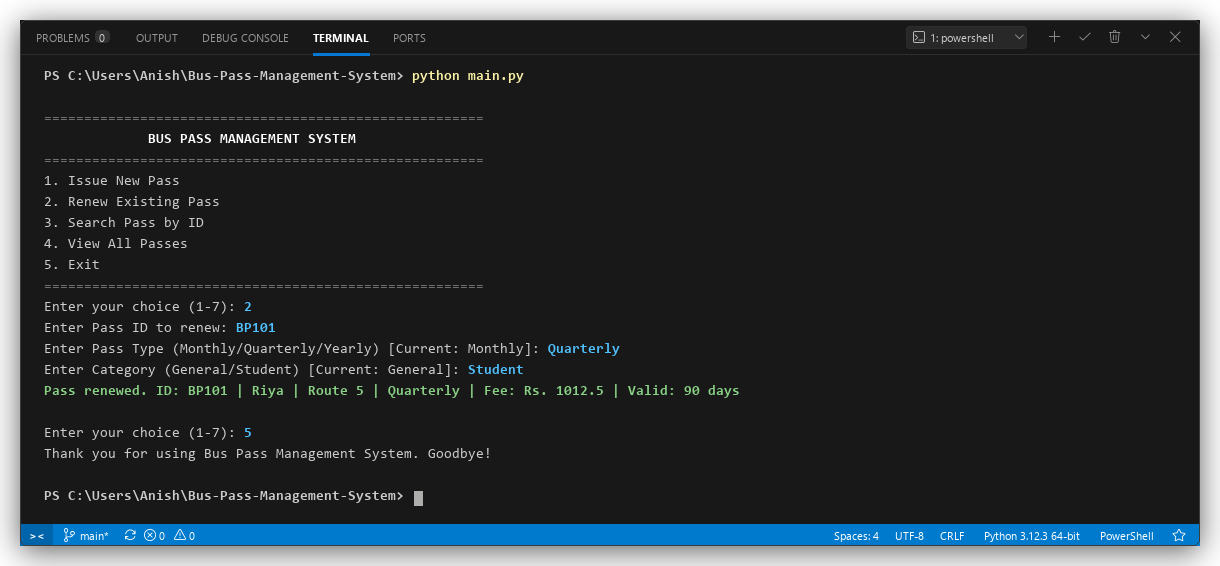 PROBLEMS 0 OUTPUT DEBUG CONSOLE TERMINAL PORTS 1: powershell
PS C:\Users\Anish\Bus-Pass-Management-System> python main.py
=======================================================
BUS PASS MANAGEMENT SYSTEM
=======================================================
1. Issue New Pass
2. Renew Existing Pass
3. Search Pass by ID
4. View All Passes
5. Exit
=======================================================
Enter your choice (1-7): 2
Enter Pass ID to renew: BP101
Enter Pass Type (Monthly/Quarterly/Yearly) [Current: Monthly]: Quarterly
Enter Category (General/Student) [Current: General]: Student
Pass renewed. ID: BP101 | Riya | Route 5 | Quarterly | Fee: Rs. 1012.5 | Valid: 90 days
Enter your choice (1-7): 5
Thank you for using Bus Pass Management System. Goodbye!
PS C:\Users\Anish\Bus-Pass-Management-System>
>< main* 0 0 Spaces: 4 UTF-8 CRLF Python 3.12.3 64-bit PowerShell